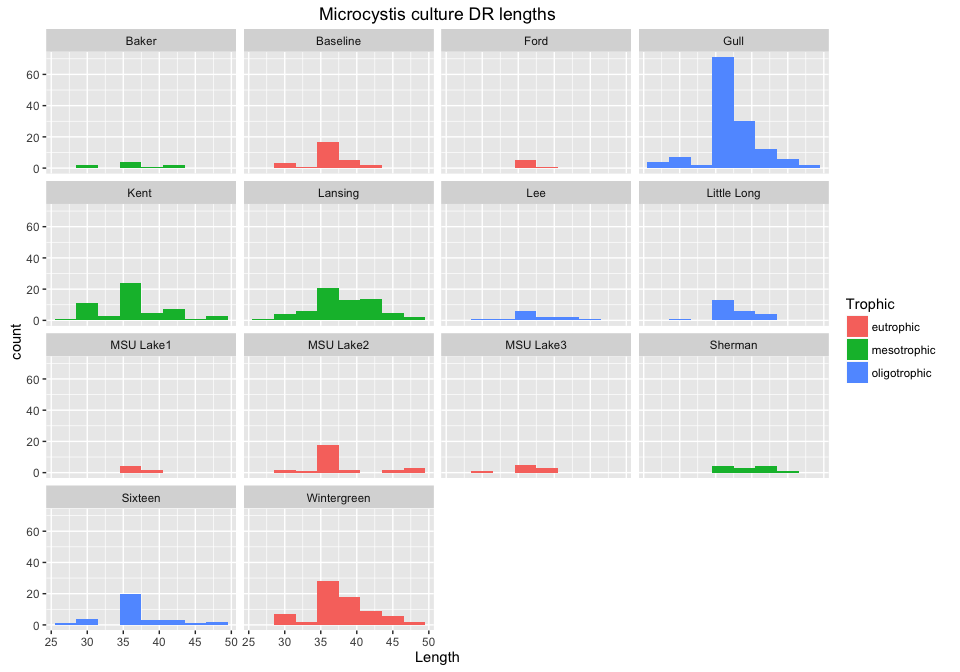 Microcystis culture DR lengths
Baker Baseline Ford Gull
60
40
20
0
Kent Lansing Lee Little Long
60
40
20
0
MSU Lake1 MSU Lake2 MSU Lake3 Sherman
60
40
20
0
Sixteen Wintergreen
60
40
20
0
25 30 35 40 45 50 25 30 35 40 45 50
Length
count
Trophic
eutrophic
mesotrophic
oligotrophic